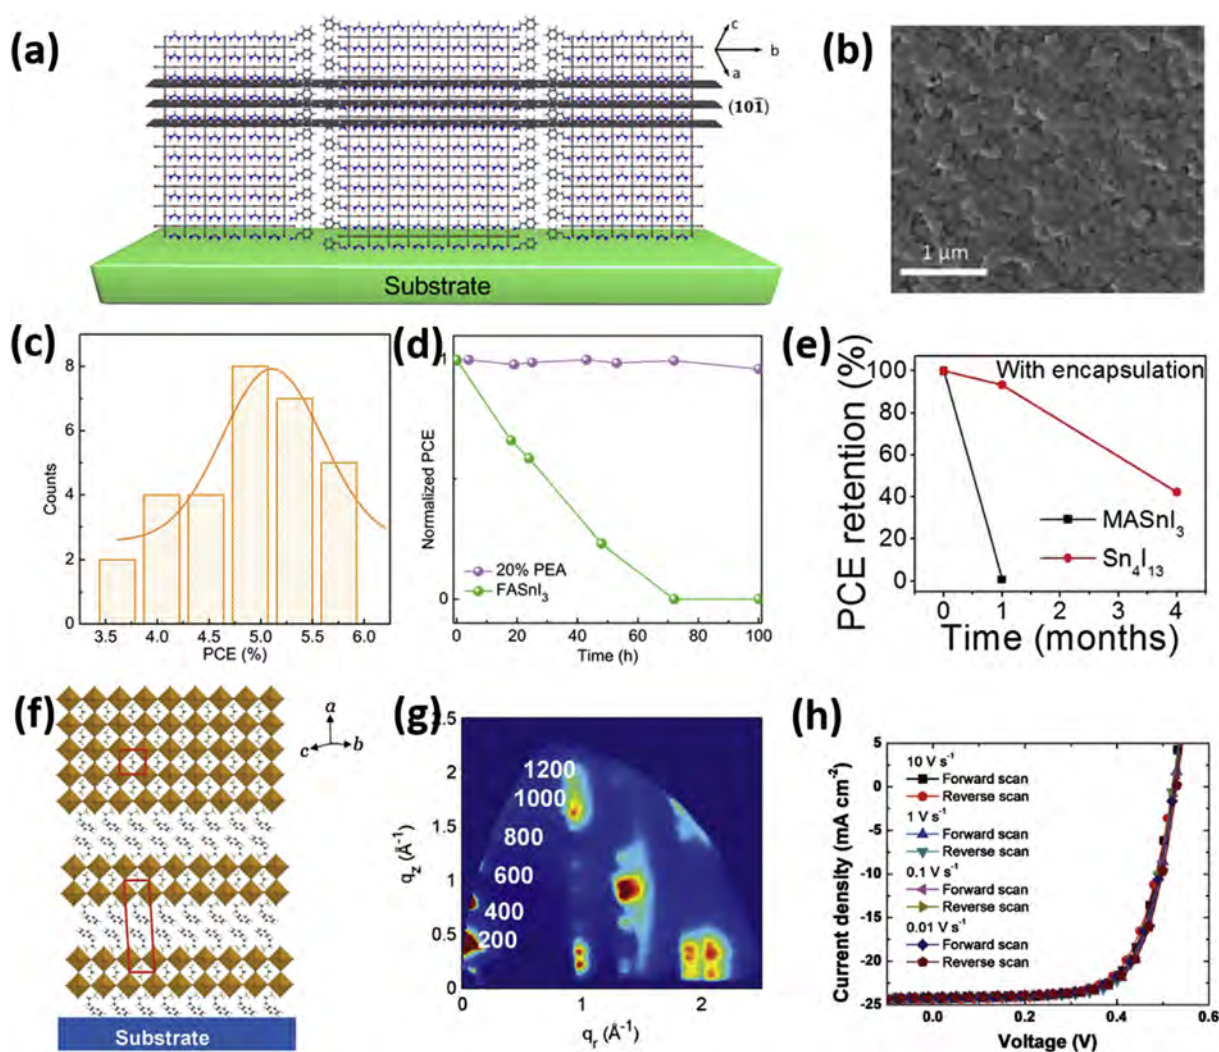 (a)
c
b
a
(101̄)
Substrate
(b)
1 µm
(c)
Counts
8
6
4
2
0
3.5 4.0 4.5 5.0 5.5 6.0
PCE (%)
(d)
Normalized PCE
1
0
20% PEA
FASnI₃
0 20 40 60 80 100
Time (h)
(e)
PCE retention (%)
With encapsulation
100
80
60
40
20
0
MASnI₃
Sn₄I₁₃
0 1 2 3 4
Time (months)
(f)
a
c b
Substrate
(g)
q_z (Å⁻¹)
2.5
2
1.5
1
0.5
0
1200
1000
800
600
400
200
0 1 2
q_r (Å⁻¹)
(h)
Current density (mA cm⁻²)
5
0
-5
-10
-15
-20
-25
10 V s⁻¹
Forward scan
Reverse scan
1 V s⁻¹
Forward scan
Reverse scan
0.1 V s⁻¹
Forward scan
Reverse scan
0.01 V s⁻¹
Forward scan
Reverse scan
0.0 0.2 0.4 0.6
Voltage (V)